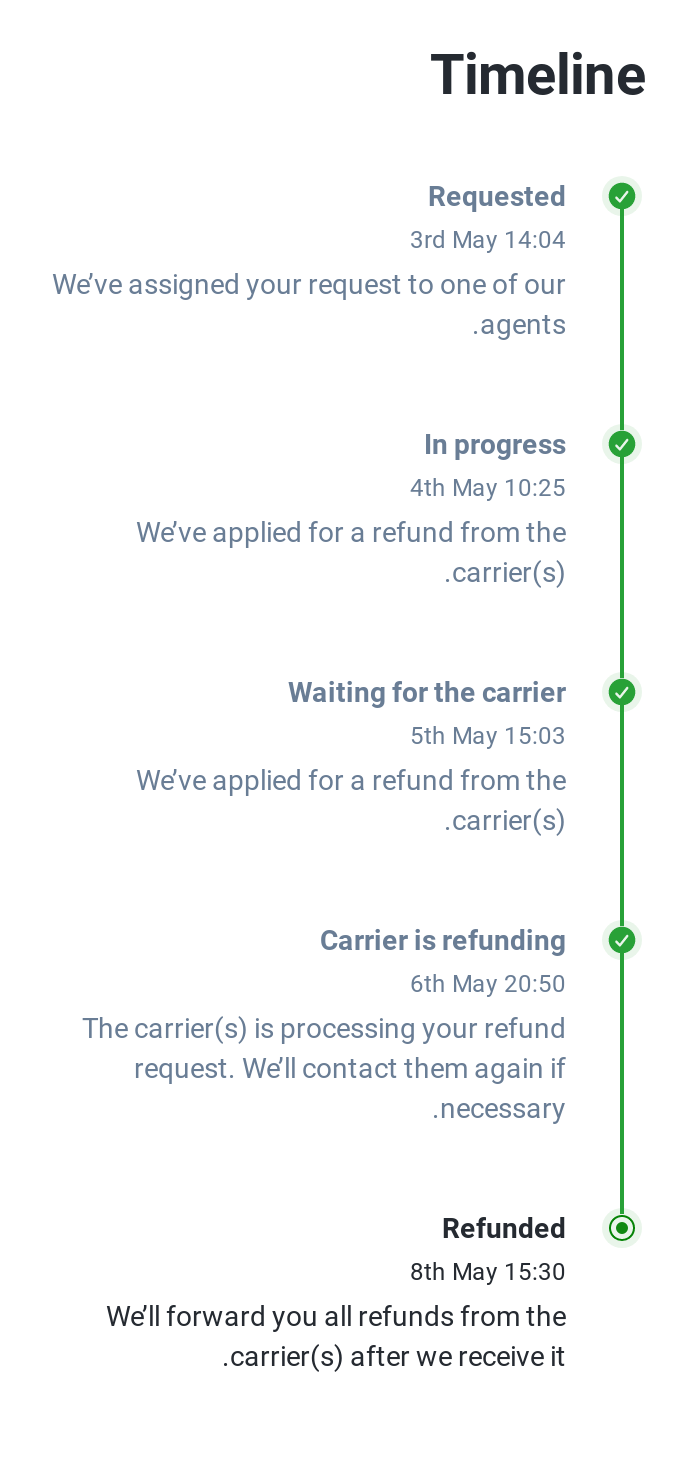 Timeline
Requested
3rd May 14:04
We’ve assigned your request to one of our
.agents
In progress
4th May 10:25
We’ve applied for a refund from the
.carrier(s)
Waiting for the carrier
5th May 15:03
We’ve applied for a refund from the
.carrier(s)
Carrier is refunding
6th May 20:50
The carrier(s) is processing your refund
request. We’ll contact them again if
.necessary
Refunded
8th May 15:30
We’ll forward you all refunds from the
.carrier(s) after we receive it